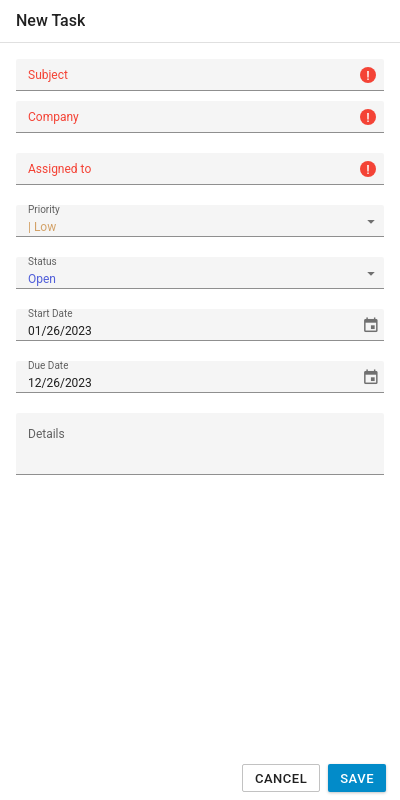 New Task
Subject
Company
Assigned to
Priority
| Low
Status
Open
Start Date
01/26/2023
Due Date
12/26/2023
Details
CANCEL SAVE